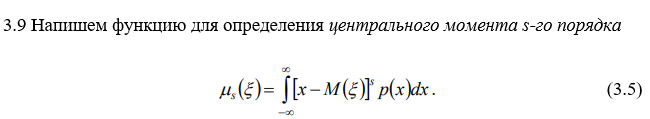 3.9 Напишем функцию для определения центрального момента s-го порядка
μₛ(ξ)= ∫₋∞^∞ [x − M(ξ)]ˢ p(x)dx . (3.5)